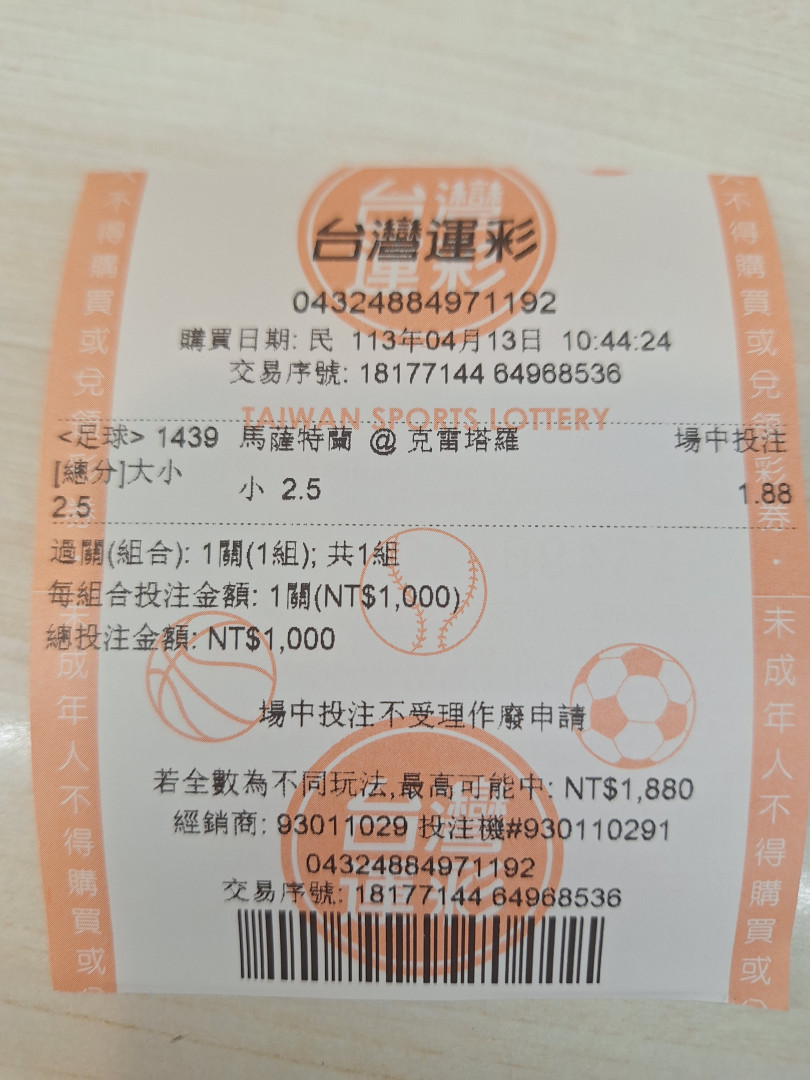 台灣運彩
04324884971192
購買日期: 民 113年04月13日 10:44:24
交易序號: 18177144 64968536
TAIWAN SPORTS LOTTERY
<足球> 1439 馬薩特蘭 @ 克雷塔羅 場中投注
[總分]大小
2.5 小 2.5 1.88
過關(組合): 1關(1組); 共1組
每組合投注金額: 1關(NT$1,000)
總投注金額: NT$1,000
場中投注不受理作廢申請
若全數為不同玩法,最高可能中: NT$1,880
經銷商: 93011029 投注機#930110291
04324884971192
交易序號: 18177144 64968536
不得購買或兌領彩券・未成年人不得購買或
不得購買或兌領彩券・未成年人不得購買或